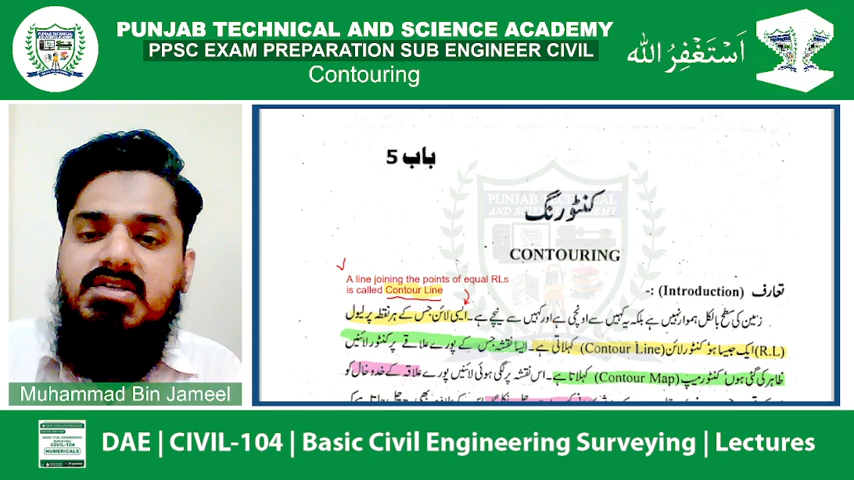 PUNJAB TECHNICAL AND SCIENCE ACADEMY
PPSC EXAM PREPARATION SUB ENGINEER CIVIL
Contouring
اَسْتَغْفِرُ اللہ
باب 5
کنٹورنگ
CONTOURING
A line joining the points of equal RLs
is called Contour Line
تعارف (Introduction) :-
زمین کی سطح بالکل ہموار نہیں ہے بلکہ یہ کہیں سے اونچی ہے اور کہیں سے نیچے ہے۔ ایسی لائن جس کے ہر نقطہ پر لیول
(R.L) ایک جیسا ہو کنٹور لائن (Contour Line) کہلاتی ہے۔ ایسا نقشہ جس کے پورے علاقے پر کنٹور لائنیں
ظاہر کی گئی ہوں کنٹور میپ (Contour Map) کہلاتا ہے۔ اس نقشہ پر لگی ہوئی لائنیں پورے علاقہ کے خدوخال کو
Muhammad Bin Jameel
DAE | CIVIL-104 | Basic Civil Engineering Surveying | Lectures